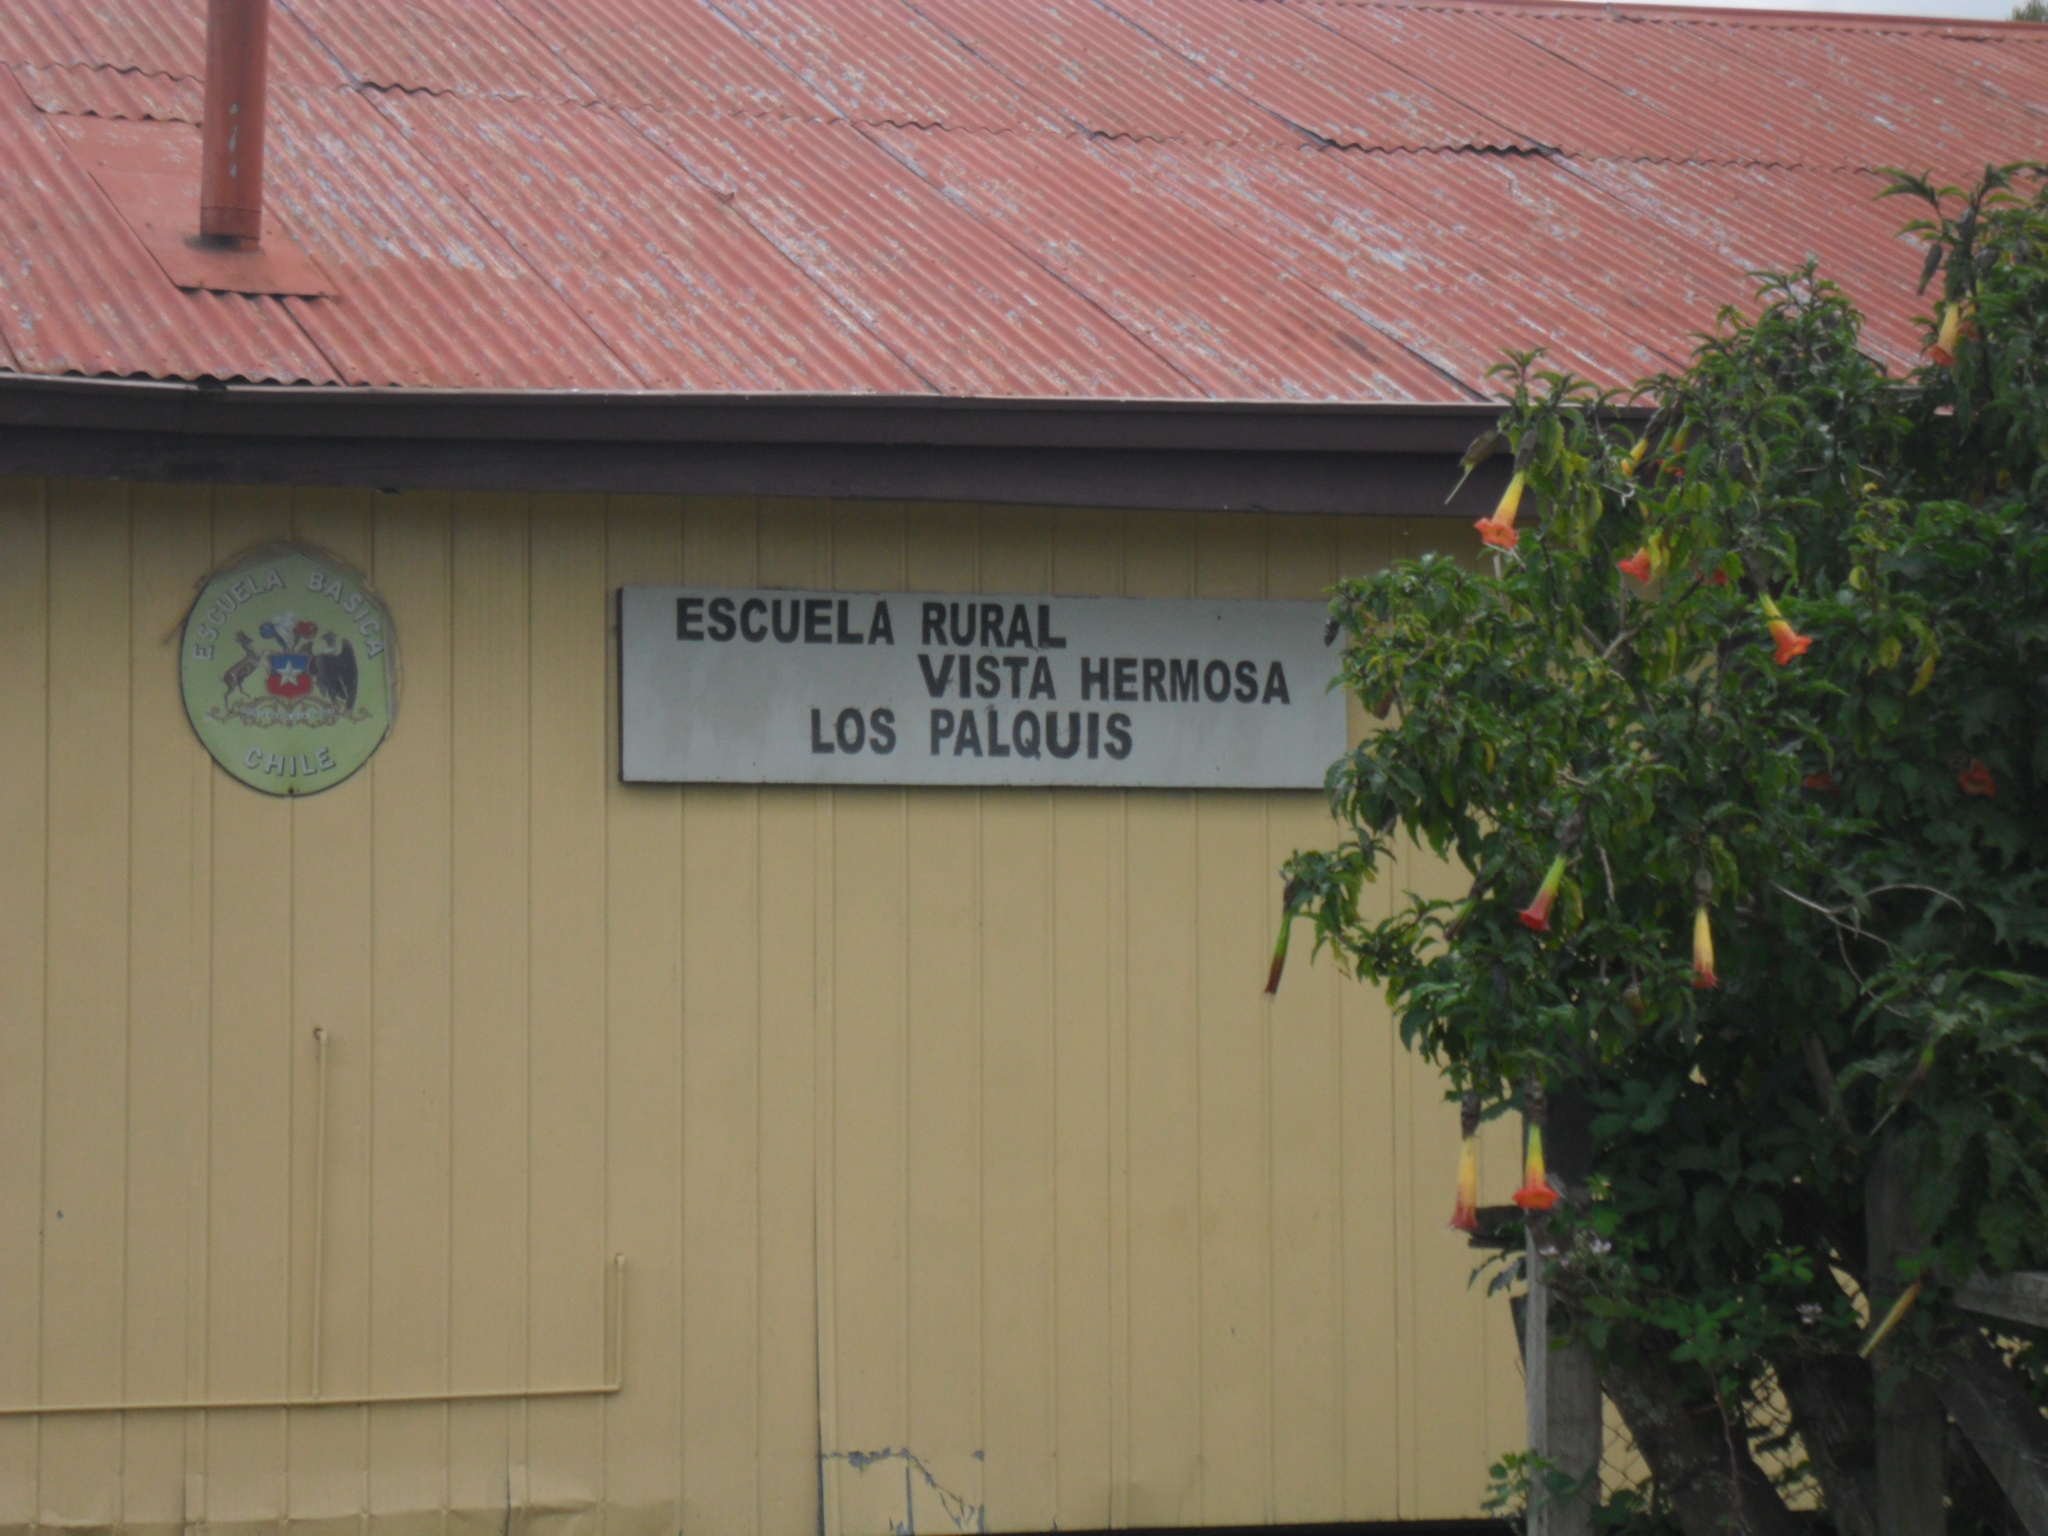 ESCUELA BASICA
CHILE
ESCUELA RURAL
VISTA HERMOSA
LOS PALQUIS